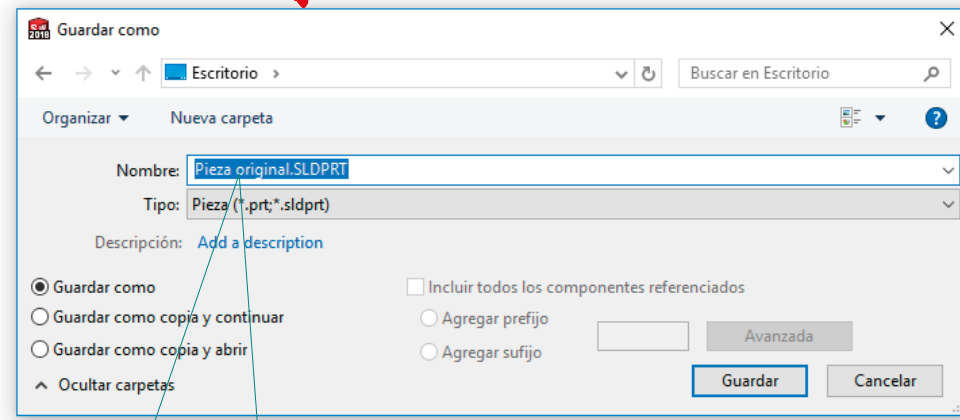 SW 2018 Guardar como
Escritorio
Buscar en Escritorio
Organizar Nueva carpeta ?
Nombre: Pieza original.SLDPRT
Tipo: Pieza (*.prt;*.sldprt)
Descripción: Add a description
Guardar como
Incluir todos los componentes referenciados
Guardar como copia y continuar
Agregar prefijo
Avanzada
Guardar como copia y abrir
Agregar sufijo
Ocultar carpetas
Guardar Cancelar